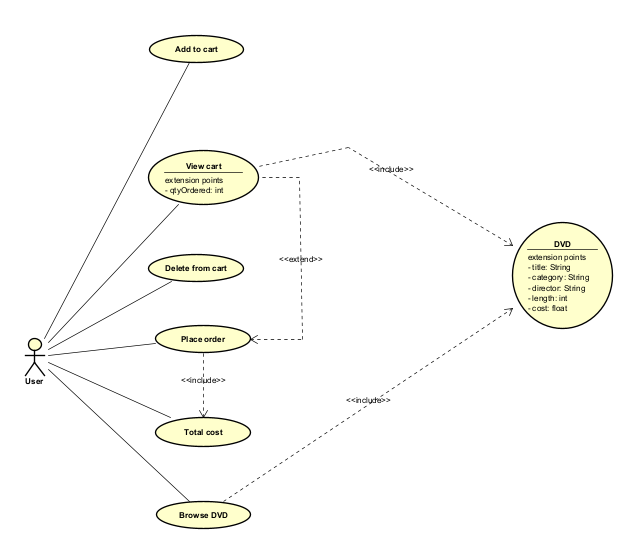 Add to cart
View cart
extension points
- qtyOrdered: int
<<include>>
DVD
extension points
- title: String
- category: String
- director: String
- length: int
- cost: float
<<extend>>
Delete from cart
Place order
User
<<include>>
<<include>>
Total cost
Browse DVD